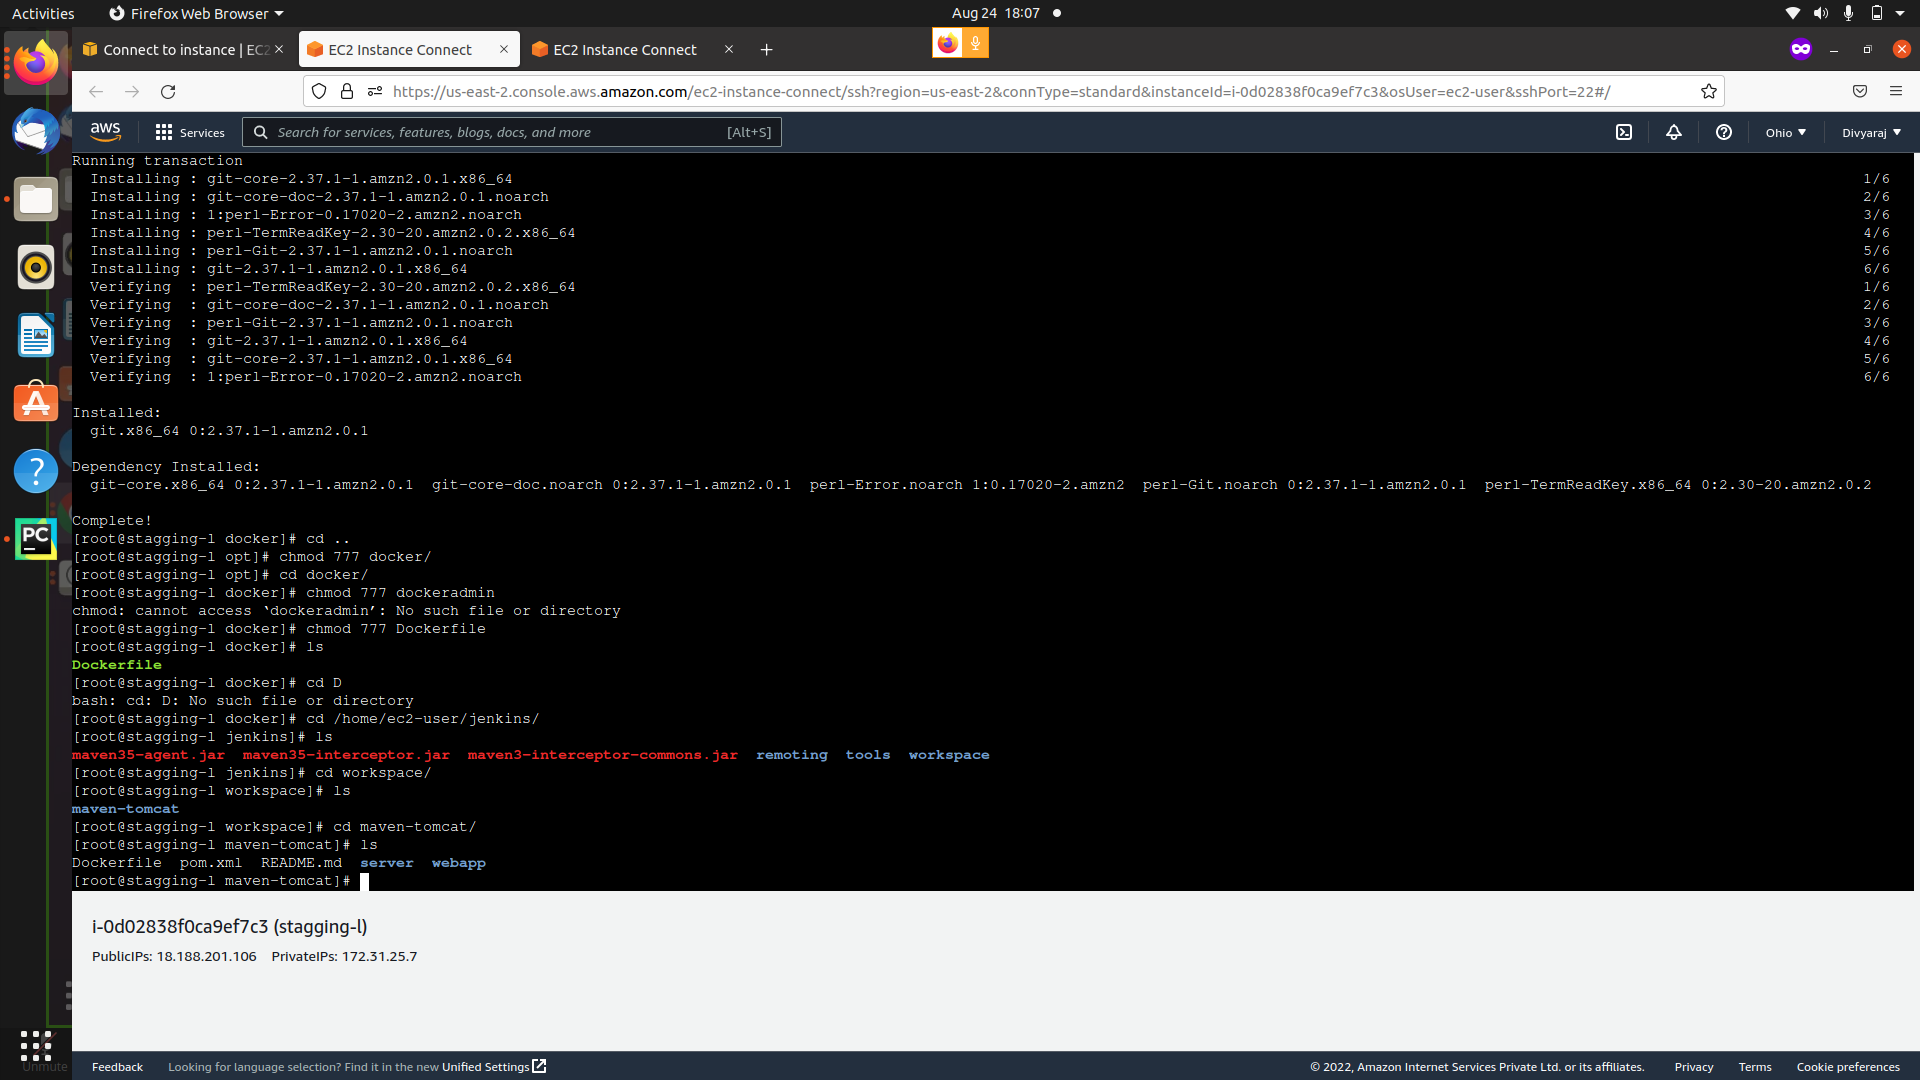 Activities
Firefox Web Browser
Aug 24 18:07
Connect to instance | EC2
EC2 Instance Connect
EC2 Instance Connect
https://us-east-2.console.aws.amazon.com/ec2-instance-connect/ssh?region=us-east-2&connType=standard&instanceId=i-0d02838f0ca9ef7c3&osUser=ec2-user&sshPort=22#/
aws
Services
Search for services, features, blogs, docs, and more
[Alt+S]
Ohio
Divyaraj
Running transaction
Installing : git-core-2.37.1-1.amzn2.0.1.x86_64 1/6
Installing : git-core-doc-2.37.1-1.amzn2.0.1.noarch 2/6
Installing : 1:perl-Error-0.17020-2.amzn2.noarch 3/6
Installing : perl-TermReadKey-2.30-20.amzn2.0.2.x86_64 4/6
Installing : perl-Git-2.37.1-1.amzn2.0.1.noarch 5/6
Installing : git-2.37.1-1.amzn2.0.1.x86_64 6/6
Verifying : perl-TermReadKey-2.30-20.amzn2.0.2.x86_64 1/6
Verifying : git-core-doc-2.37.1-1.amzn2.0.1.noarch 2/6
Verifying : perl-Git-2.37.1-1.amzn2.0.1.noarch 3/6
Verifying : git-2.37.1-1.amzn2.0.1.x86_64 4/6
Verifying : git-core-2.37.1-1.amzn2.0.1.x86_64 5/6
Verifying : 1:perl-Error-0.17020-2.amzn2.noarch 6/6
Installed:
git.x86_64 0:2.37.1-1.amzn2.0.1
Dependency Installed:
git-core.x86_64 0:2.37.1-1.amzn2.0.1 git-core-doc.noarch 0:2.37.1-1.amzn2.0.1 perl-Error.noarch 1:0.17020-2.amzn2 perl-Git.noarch 0:2.37.1-1.amzn2.0.1 perl-TermReadKey.x86_64 0:2.30-20.amzn2.0.2
Complete!
[root@stagging-l docker]# cd ..
[root@stagging-l opt]# chmod 777 docker/
[root@stagging-l opt]# cd docker/
[root@stagging-l docker]# chmod 777 dockeradmin
chmod: cannot access ‘dockeradmin’: No such file or directory
[root@stagging-l docker]# chmod 777 Dockerfile
[root@stagging-l docker]# ls
Dockerfile
[root@stagging-l docker]# cd D
bash: cd: D: No such file or directory
[root@stagging-l docker]# cd /home/ec2-user/jenkins/
[root@stagging-l jenkins]# ls
maven35-agent.jar maven35-interceptor.jar maven3-interceptor-commons.jar remoting tools workspace
[root@stagging-l jenkins]# cd workspace/
[root@stagging-l workspace]# ls
maven-tomcat
[root@stagging-l workspace]# cd maven-tomcat/
[root@stagging-l maven-tomcat]# ls
Dockerfile pom.xml README.md server webapp
[root@stagging-l maven-tomcat]#
PC
i-0d02838f0ca9ef7c3 (stagging-l)
PublicIPs: 18.188.201.106 PrivateIPs: 172.31.25.7
Unmute
Feedback
Looking for language selection? Find it in the new Unified Settings
© 2022, Amazon Internet Services Private Ltd. or its affiliates.
Privacy
Terms
Cookie preferences